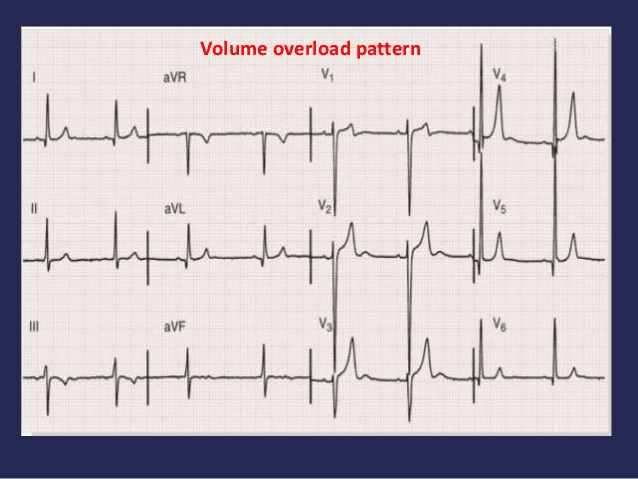 Volume overload pattern
I aVR V₁ V₄
II aVL V₂ V₅
III aVF V₃ V₆